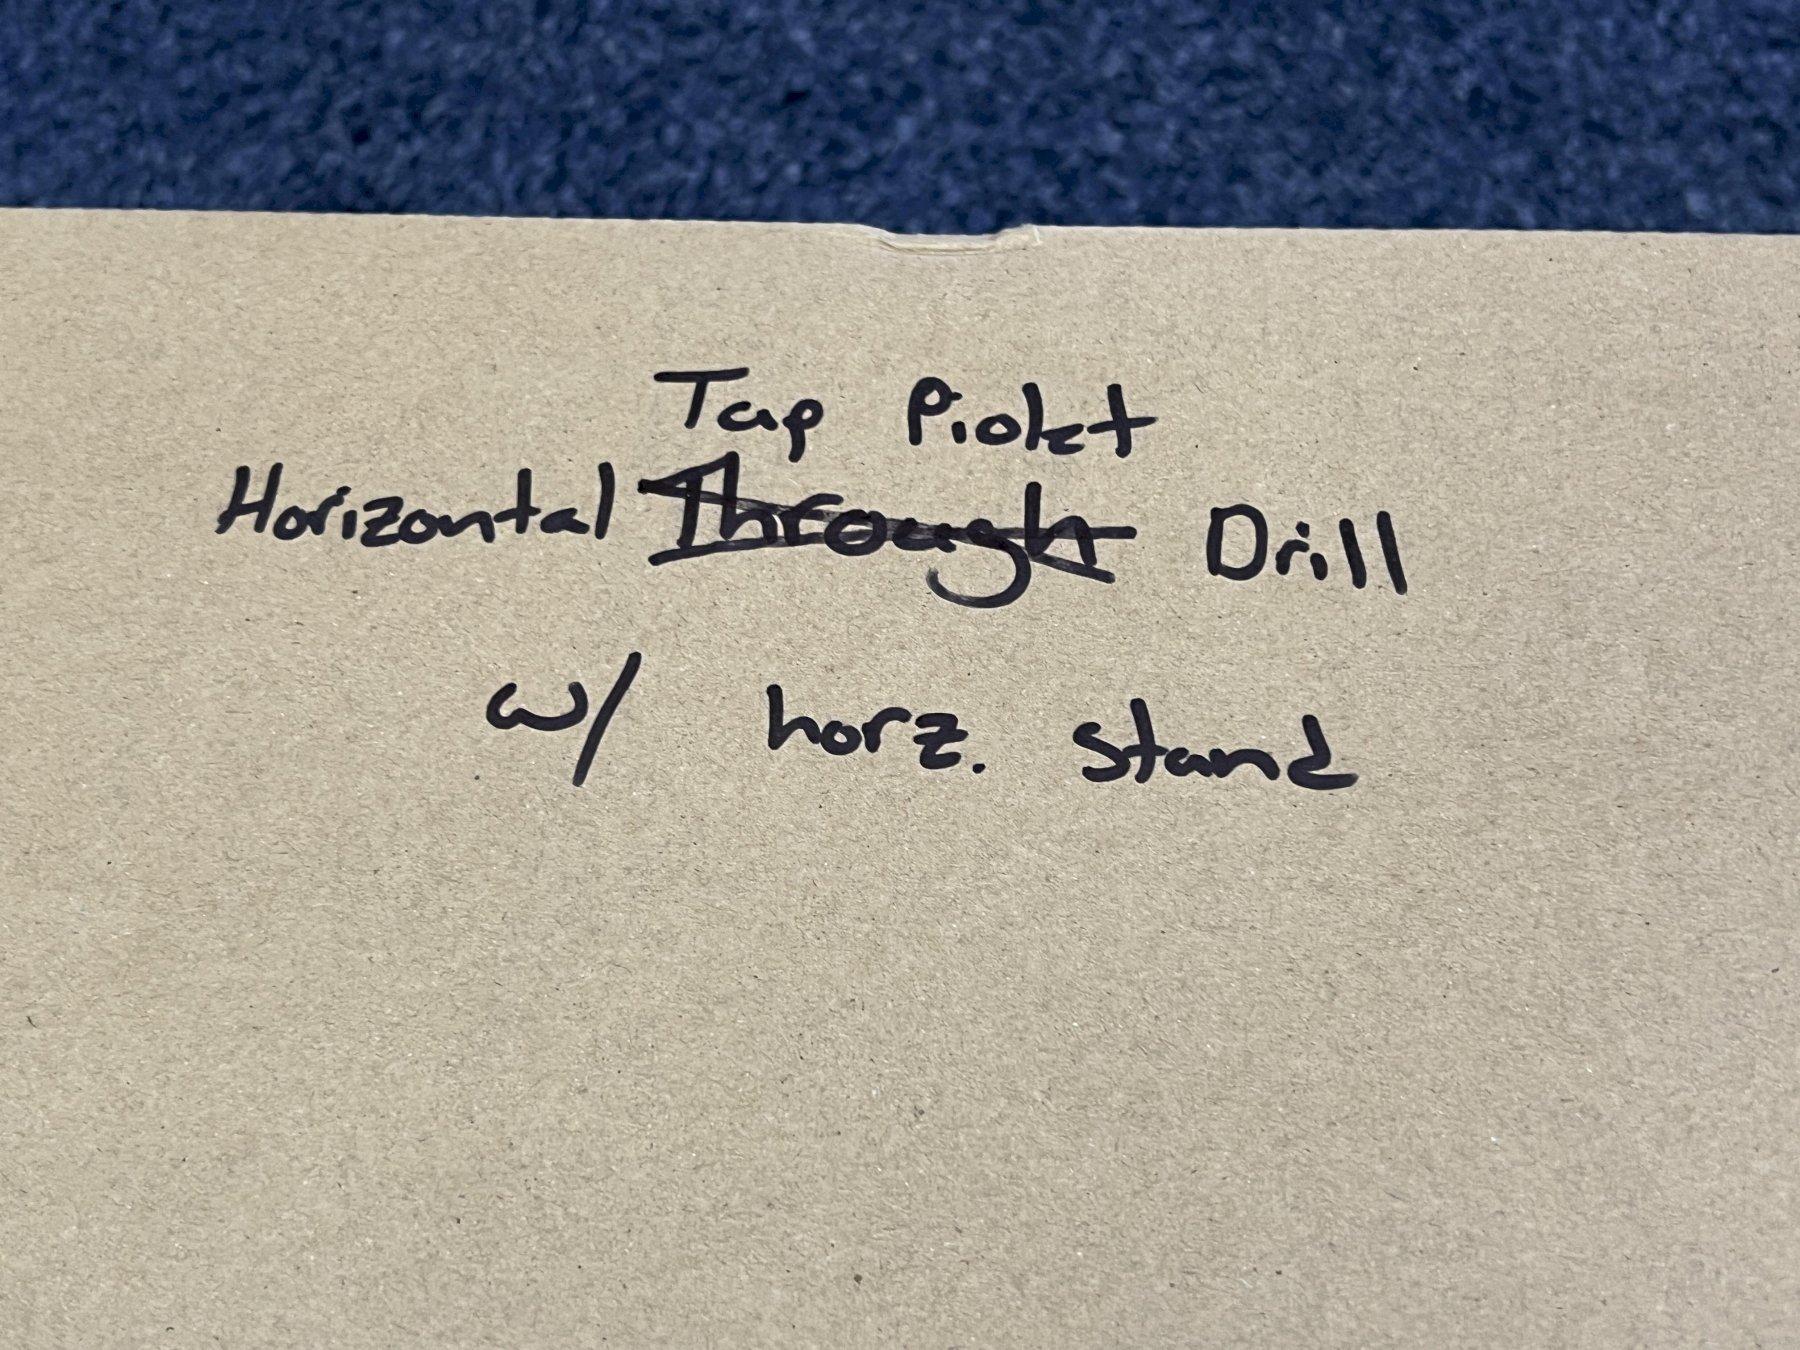 Tap Piolet
Horizontal Through Drill
w/ horz. stand